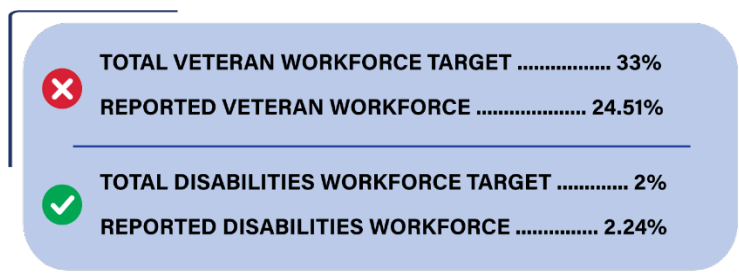 TOTAL VETERAN WORKFORCE TARGET ................. 33%
REPORTED VETERAN WORKFORCE .................... 24.51%
TOTAL DISABILITIES WORKFORCE TARGET ............. 2%
REPORTED DISABILITIES WORKFORCE ............... 2.24%